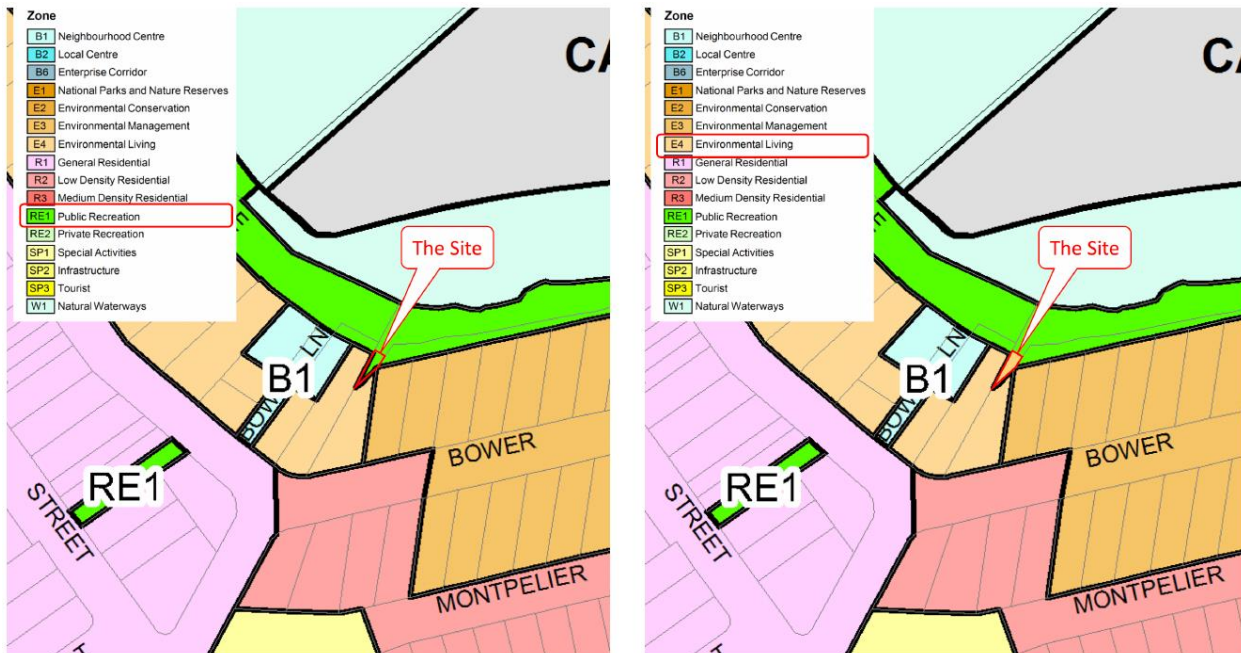 Zone
B1 Neighbourhood Centre
B2 Local Centre
B6 Enterprise Corridor
E1 National Parks and Nature Reserves
E2 Environmental Conservation
E3 Environmental Management
E4 Environmental Living
R1 General Residential
R2 Low Density Residential
R3 Medium Density Residential
RE1 Public Recreation
RE2 Private Recreation
SP1 Special Activities
SP2 Infrastructure
SP3 Tourist
W1 Natural Waterways
CA
The Site
LN
B1
BOW
BOWER
RE1
STREET
MONTPELIER
Zone
B1 Neighbourhood Centre
B2 Local Centre
B6 Enterprise Corridor
E1 National Parks and Nature Reserves
E2 Environmental Conservation
E3 Environmental Management
E4 Environmental Living
R1 General Residential
R2 Low Density Residential
R3 Medium Density Residential
RE1 Public Recreation
RE2 Private Recreation
SP1 Special Activities
SP2 Infrastructure
SP3 Tourist
W1 Natural Waterways
CA
The Site
LN
B1
BOW
BOWER
RE1
STREET
MONTPELIER